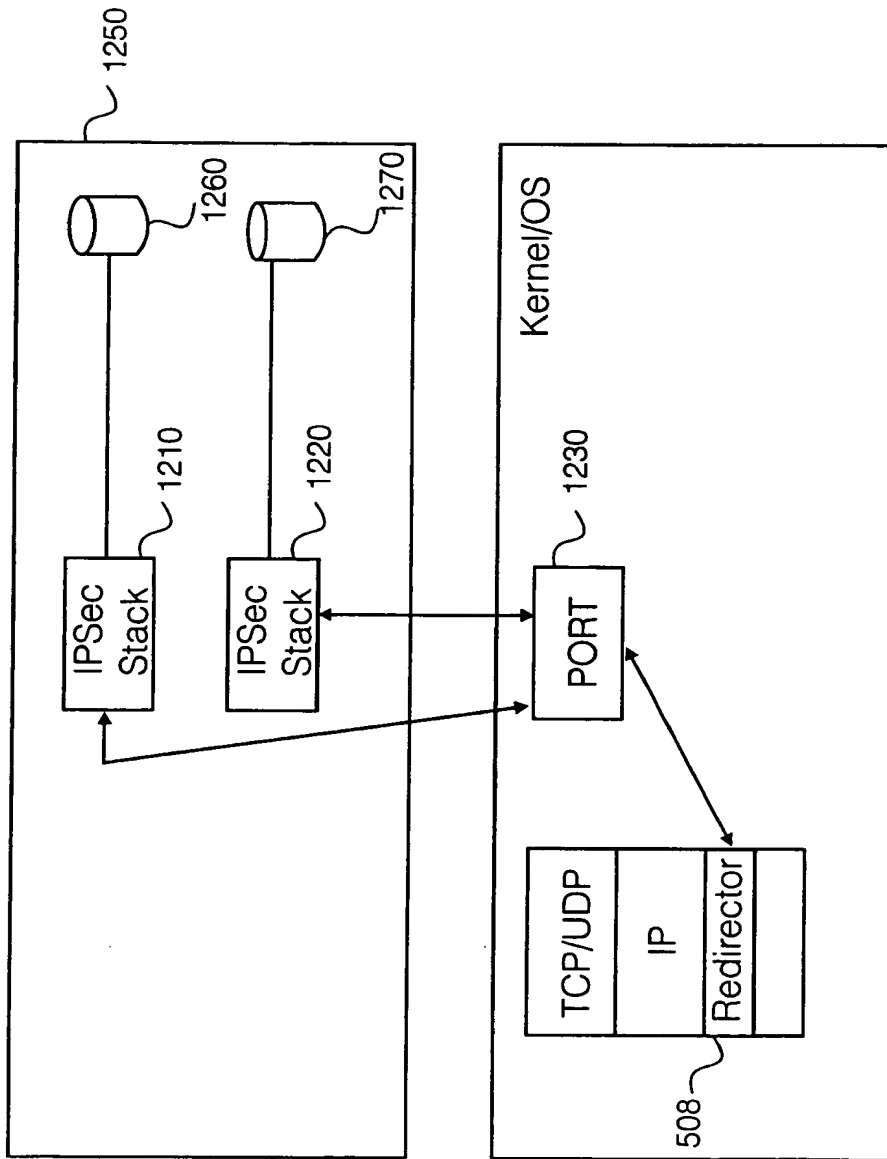 1250
1260
1270
IPSec
Stack
1210
IPSec
Stack
1220
Kernel/OS
PORT
1230
TCP/UDP
IP
Redirector
508